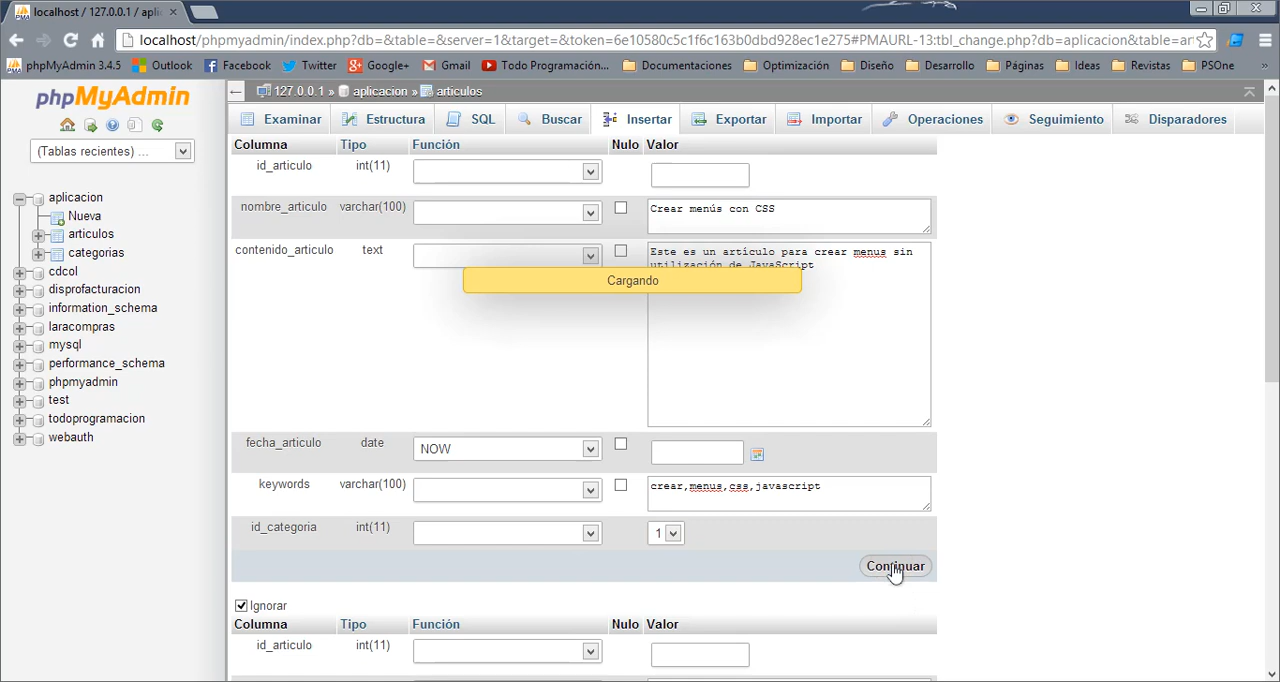 localhost / 127.0.0.1 / aplic
localhost/phpmyadmin/index.php?db=&table=&server=1&target=&token=6e10580c5c1f6c163b0dbd928ec1e275#PMAURL-13:tbl_change.php?db=aplicacion&table=ar
phpMyAdmin 3.4.5 Outlook Facebook Twitter Google+ Gmail Todo Programación... Documentaciones Optimización Diseño Desarrollo Páginas Ideas Revistas PSOne »
phpMyAdmin
(Tablas recientes) ...
aplicacion
Nueva
articulos
categorias
cdcol
disprofacturacion
information_schema
laracompras
mysql
performance_schema
phpmyadmin
test
todoprogramacion
webauth
127.0.0.1 » aplicacion » articulos
Examinar Estructura SQL Buscar Insertar Exportar Importar Operaciones Seguimiento Disparadores
Columna Tipo Función Nulo Valor
id_articulo int(11)
nombre_articulo varchar(100) Crear menús con CSS
contenido_articulo text Este es un artículo para crear menus sin
utilización de JavaScript
Cargando
fecha_articulo date NOW
keywords varchar(100) crear,menus,css,javascript
id_categoria int(11) 1
Continuar
Ignorar
Columna Tipo Función Nulo Valor
id_articulo int(11)